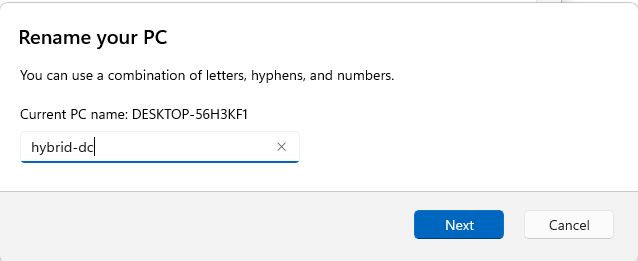 Rename your PC
You can use a combination of letters, hyphens, and numbers.
Current PC name: DESKTOP-56H3KF1
hybrid-dc
Next
Cancel